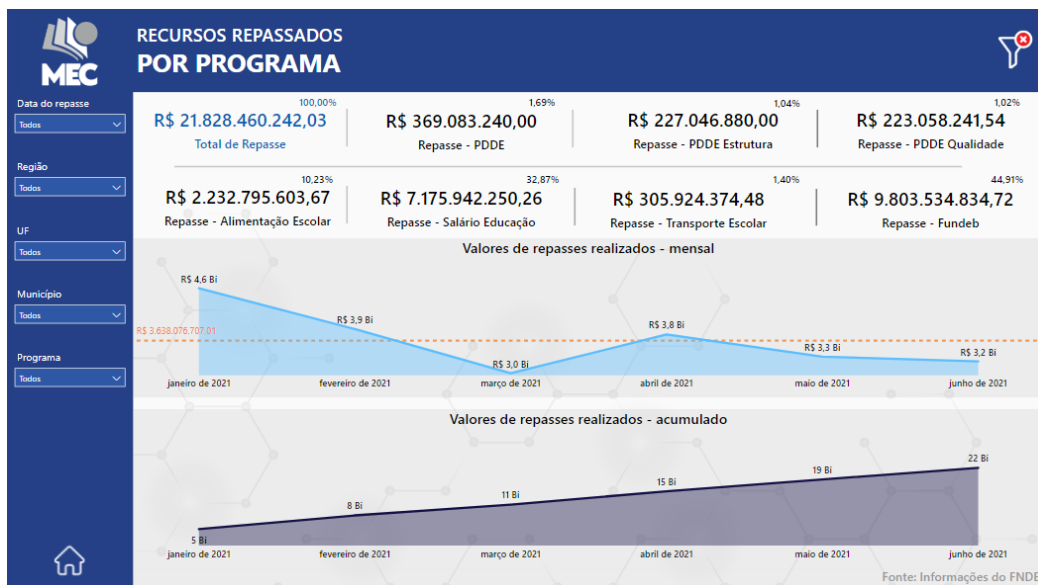 MEC
RECURSOS REPASSADOS
POR PROGRAMA
Data do repasse
Todos
Região
Todos
UF
Todos
Município
Todos
Programa
Todos
100,00%
R$ 21.828.460.242,03
Total de Repasse
1,69%
R$ 369.083.240,00
Repasse - PDDE
1,04%
R$ 227.046.880,00
Repasse - PDDE Estrutura
1,02%
R$ 223.058.241,54
Repasse - PDDE Qualidade
10,23%
R$ 2.232.795.603,67
Repasse - Alimentação Escolar
32,87%
R$ 7.175.942.250,26
Repasse - Salário Educação
1,40%
R$ 305.924.374,48
Repasse - Transporte Escolar
44,91%
R$ 9.803.534.834,72
Repasse - Fundeb
Valores de repasses realizados - mensal
R$ 4,6 Bi
R$ 3,9 Bi
R$ 3,0 Bi
R$ 3,8 Bi
R$ 3,3 Bi
R$ 3,2 Bi
R$ 3.638.076.707,01
janeiro de 2021
fevereiro de 2021
março de 2021
abril de 2021
maio de 2021
junho de 2021
Valores de repasses realizados - acumulado
5 Bi
8 Bi
11 Bi
15 Bi
19 Bi
22 Bi
janeiro de 2021
fevereiro de 2021
março de 2021
abril de 2021
maio de 2021
junho de 2021
Fonte: Informações do FNDE